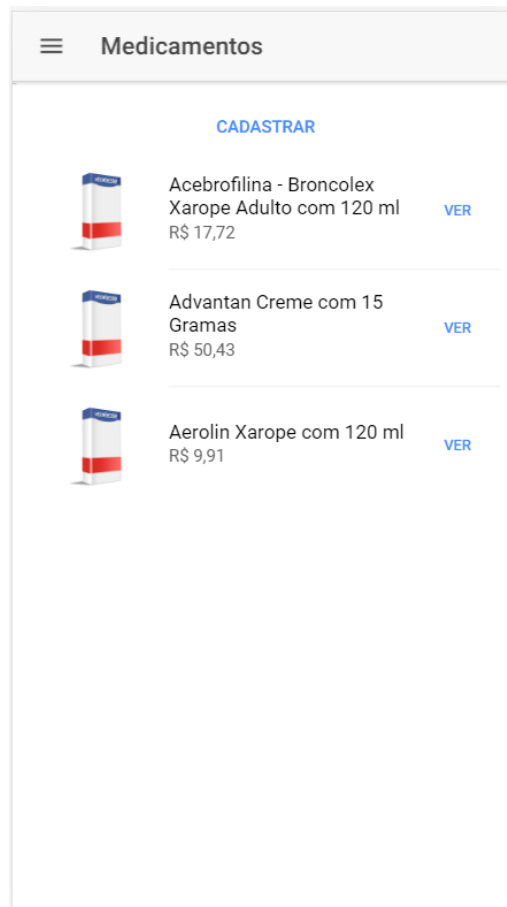 Medicamentos
CADASTRAR
Acebrofilina - Broncolex
Xarope Adulto com 120 ml
R$ 17,72
VER
Advantan Creme com 15
Gramas
R$ 50,43
VER
Aerolin Xarope com 120 ml
R$ 9,91
VER